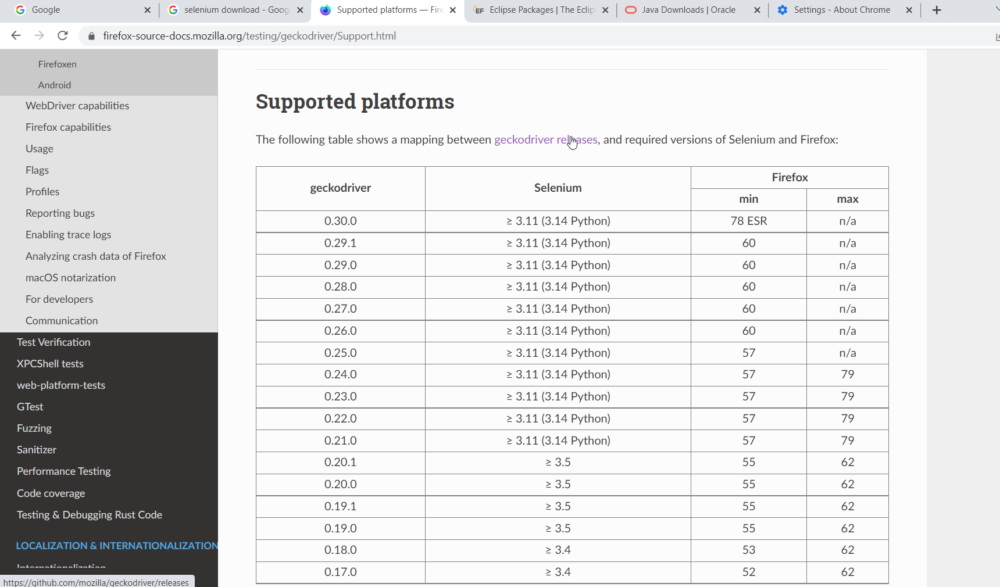 Google
selenium download - Goog
Supported platforms — Fire
EF Eclipse Packages | The Eclip
Java Downloads | Oracle
Settings - About Chrome
firefox-source-docs.mozilla.org/testing/geckodriver/Support.html
Firefoxen
Android
WebDriver capabilities
Firefox capabilities
Usage
Flags
Profiles
Reporting bugs
Enabling trace logs
Analyzing crash data of Firefox
macOS notarization
For developers
Communication
Test Verification
XPCShell tests
web-platform-tests
GTest
Fuzzing
Sanitizer
Performance Testing
Code coverage
Testing & Debugging Rust Code
LOCALIZATION & INTERNATIONALIZATION
Internationalization
https://github.com/mozilla/geckodriver/releases
Supported platforms
The following table shows a mapping between geckodriver releases, and required versions of Selenium and Firefox:
geckodriver Selenium Firefox
min max
0.30.0 ≥ 3.11 (3.14 Python) 78 ESR n/a
0.29.1 ≥ 3.11 (3.14 Python) 60 n/a
0.29.0 ≥ 3.11 (3.14 Python) 60 n/a
0.28.0 ≥ 3.11 (3.14 Python) 60 n/a
0.27.0 ≥ 3.11 (3.14 Python) 60 n/a
0.26.0 ≥ 3.11 (3.14 Python) 60 n/a
0.25.0 ≥ 3.11 (3.14 Python) 57 n/a
0.24.0 ≥ 3.11 (3.14 Python) 57 79
0.23.0 ≥ 3.11 (3.14 Python) 57 79
0.22.0 ≥ 3.11 (3.14 Python) 57 79
0.21.0 ≥ 3.11 (3.14 Python) 57 79
0.20.1 ≥ 3.5 55 62
0.20.0 ≥ 3.5 55 62
0.19.1 ≥ 3.5 55 62
0.19.0 ≥ 3.5 55 62
0.18.0 ≥ 3.4 53 62
0.17.0 ≥ 3.4 52 62